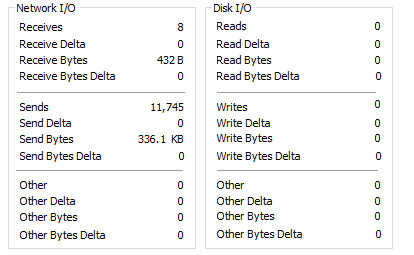 Network I/O
Receives 8
Receive Delta 0
Receive Bytes 432 B
Receive Bytes Delta 0
Sends 11,745
Send Delta 0
Send Bytes 336.1 KB
Send Bytes Delta 0
Other 0
Other Delta 0
Other Bytes 0
Other Bytes Delta 0
Disk I/O
Reads 0
Read Delta 0
Read Bytes 0
Read Bytes Delta 0
Writes 0
Write Delta 0
Write Bytes 0
Write Bytes Delta 0
Other 0
Other Delta 0
Other Bytes 0
Other Bytes Delta 0